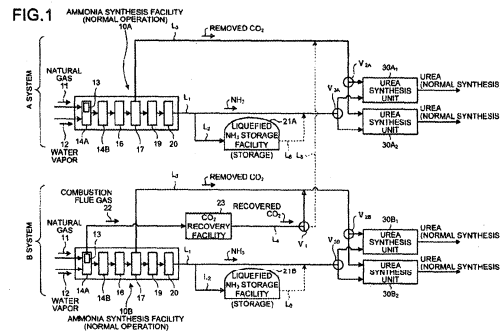 FIG.1
AMMONIA SYNTHESIS FACILITY
(NORMAL OPERATION)
10A
L3
REMOVED CO2
A SYSTEM
NATURAL
GAS
11
13
12
WATER
VAPOR
14A
14B
16
17
19
20
L1
NH3
L2
21A
LIQUEFIED
NH3 STORAGE
FACILITY
(STORAGE)
L6
L5
V2A
V3A
30A1
UREA
SYNTHESIS
UNIT
UREA
(NORMAL SYNTHESIS)
UREA
(NORMAL SYNTHESIS)
UREA
SYNTHESIS
UNIT
30A2
L3
REMOVED CO2
B SYSTEM
COMBUSTION
FLUE GAS
22
23
CO2
RECOVERY
FACILITY
RECOVERED
CO2
L4
V1
NATURAL
GAS
11
13
12
WATER
VAPOR
14A
14B
16
17
19
20
L1
NH3
L2
21B
LIQUEFIED
NH3 STORAGE
FACILITY
(STORAGE)
L6
V2B
V3B
30B1
UREA
SYNTHESIS
UNIT
UREA
(NORMAL SYNTHESIS)
UREA
(NORMAL SYNTHESIS)
UREA
SYNTHESIS
UNIT
30B2
10B
AMMONIA SYNTHESIS FACILITY
(NORMAL OPERATION)